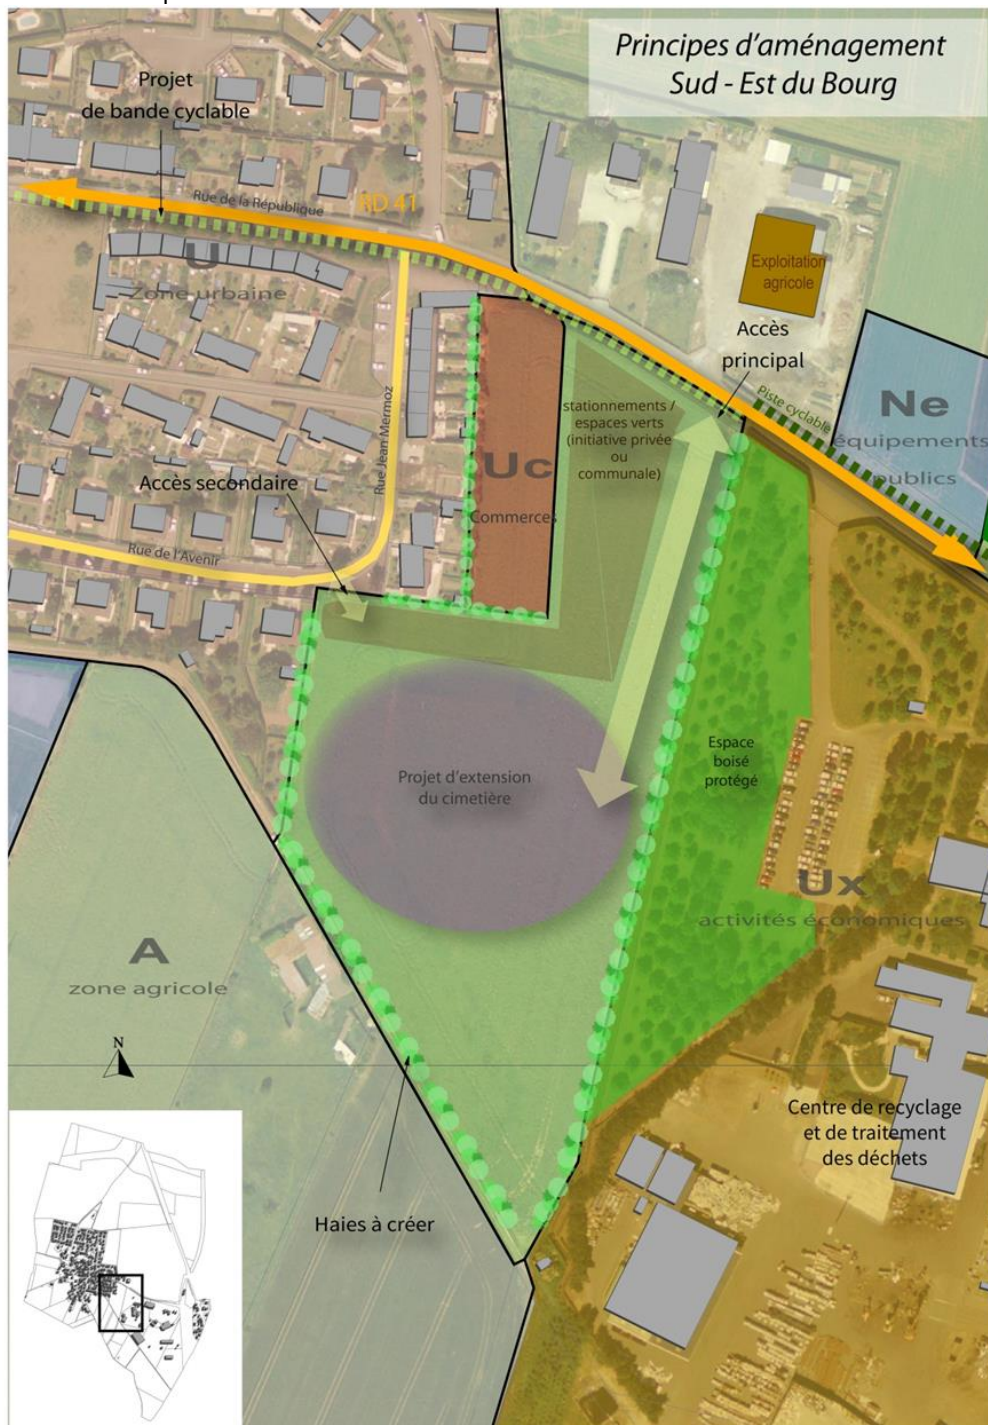 Principes d'aménagement
Sud - Est du Bourg
Projet
de bande cyclable
Rue de la République
RD 41
U
Zone urbaine
Exploitation
agricole
Accès
principal
Piste cyclable
Ne
équipements
publics
stationnements /
espaces verts
(initiative privée
ou
communale)
Uc
Commerces
Rue Jean Mermoz
Accès secondaire
Rue de l'Avenir
Projet d'extension
du cimetière
Espace
boisé
protégé
Ux
activités économiques
A
zone agricole
N
Centre de recyclage
et de traitement
des déchets
Haies à créer